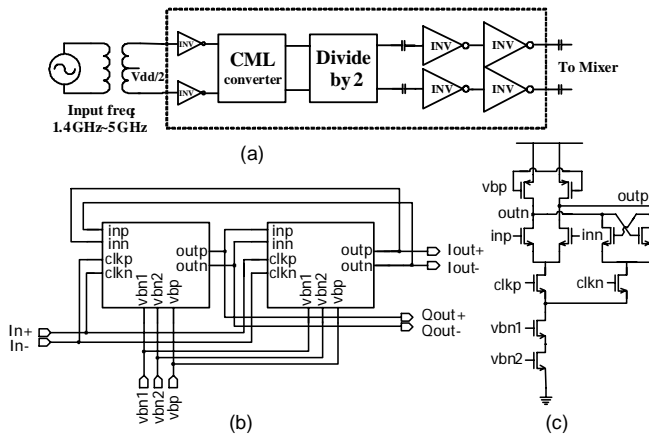 INV
INV
CML
converter
Divide
by 2
INV
INV
INV
INV
Vdd/2
To Mixer
Input freq.
1.4GHz~5GHz
(a)
inp
inn
clkp
clkn
vbn1
vbn2
vbp
outp
outn
inp
inn
clkp
clkn
vbn1
vbn2
vbp
outp
outn
Iout+
Iout-
Qout+
Qout-
In+
In-
vbn1
vbn2
vbp
(b)
vbp
outp
outn
inp
inn
clkp
clkn
vbn1
vbn2
(c)